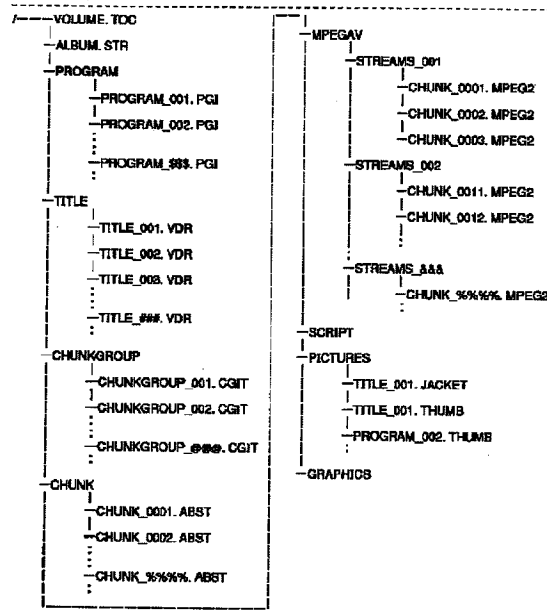 VOLUME. TOC
ALBUM. STR
PROGRAM
PROGRAM_001. PGI
PROGRAM_002. PGI
PROGRAM_$$$. PGI
TITLE
TITLE_001. VDR
TITLE_002. VDR
TITLE_003. VDR
TITLE_###. VDR
CHUNKGROUP
CHUNKGROUP_001. CGIT
CHUNKGROUP_002. CGIT
CHUNKGROUP_@@@. CGIT
CHUNK
CHUNK_0001. ABST
CHUNK_0002. ABST
CHUNK_%%%%. ABST
MPEGAV
STREAMS_001
CHUNK_0001. MPEG2
CHUNK_0002. MPEG2
CHUNK_0003. MPEG2
STREAMS_002
CHUNK_0011. MPEG2
CHUNK_0012. MPEG2
STREAMS_&&&
CHUNK_%%%%. MPEG2
SCRIPT
PICTURES
TITLE_001. JACKET
TITLE_001. THUMB
PROGRAM_002. THUMB
GRAPHICS